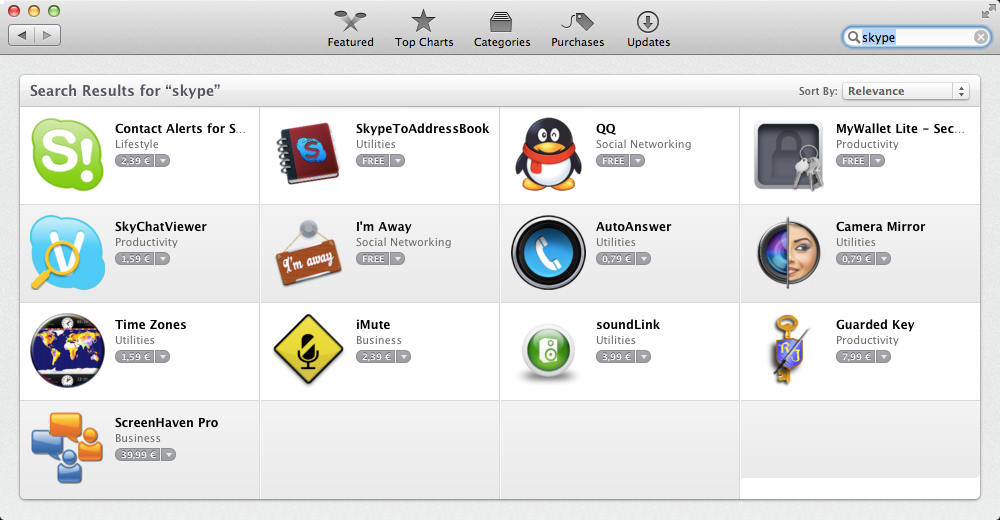 Featured
Top Charts
Categories
Purchases
Updates
skype
Search Results for “skype”
Sort By:
Relevance
Contact Alerts for S...
Lifestyle
2,39 €
SkypeToAddressBook
Utilities
FREE
QQ
Social Networking
FREE
MyWallet Lite – Sec...
Productivity
FREE
SkyChatViewer
Productivity
1,59 €
I'm away
I'm Away
Social Networking
FREE
AutoAnswer
Utilities
0,79 €
Camera Mirror
Utilities
0,79 €
Time Zones
Utilities
1,59 €
iMute
Business
2,39 €
soundLink
Utilities
3,99 €
Guarded Key
Productivity
7,99 €
ScreenHaven Pro
Business
39,99 €